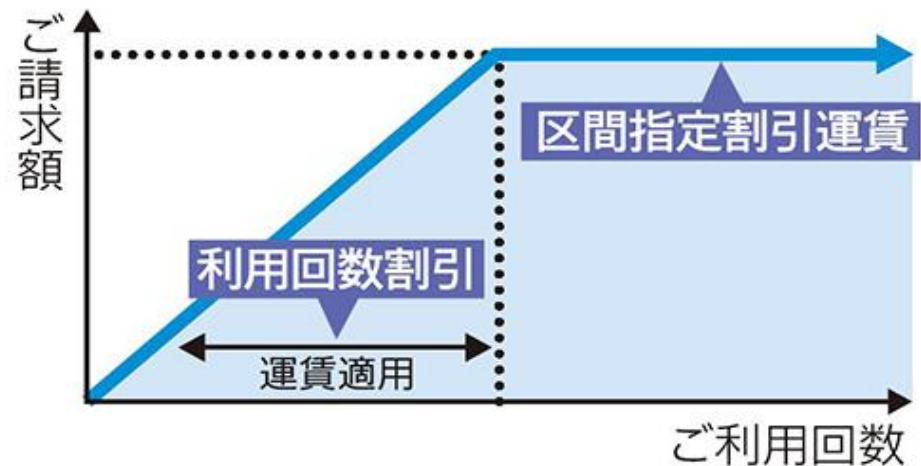 ご請求額
区間指定割引運賃
利用回数割引
運賃適用
ご利用回数